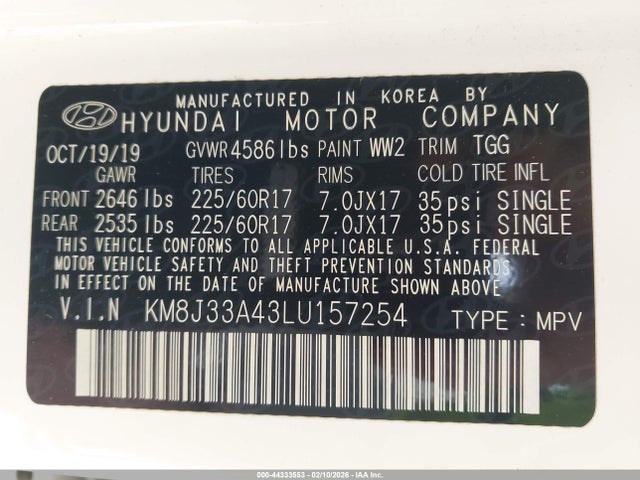 MANUFACTURED IN KOREA BY
HYUNDAI MOTOR COMPANY
OCT/19/19 GVWR 4586 lbs PAINT WW2 TRIM TGG
GAWR TIRES RIMS COLD TIRE INFL
FRONT 2646 lbs 225/60R17 7.0JX17 35psi SINGLE
REAR 2535 lbs 225/60R17 7.0JX17 35psi SINGLE
THIS VEHICLE CONFORMS TO ALL APPLICABLE U.S.A. FEDERAL
MOTOR VEHICLE SAFETY AND THEFT PREVENTION STANDARDS
IN EFFECT ON THE DATE OF MANUFACTURE SHOWN ABOVE
V.I.N KM8J33A43LU157254 TYPE : MPV
000-44333553 - 02/10/2026 - IAA Inc.